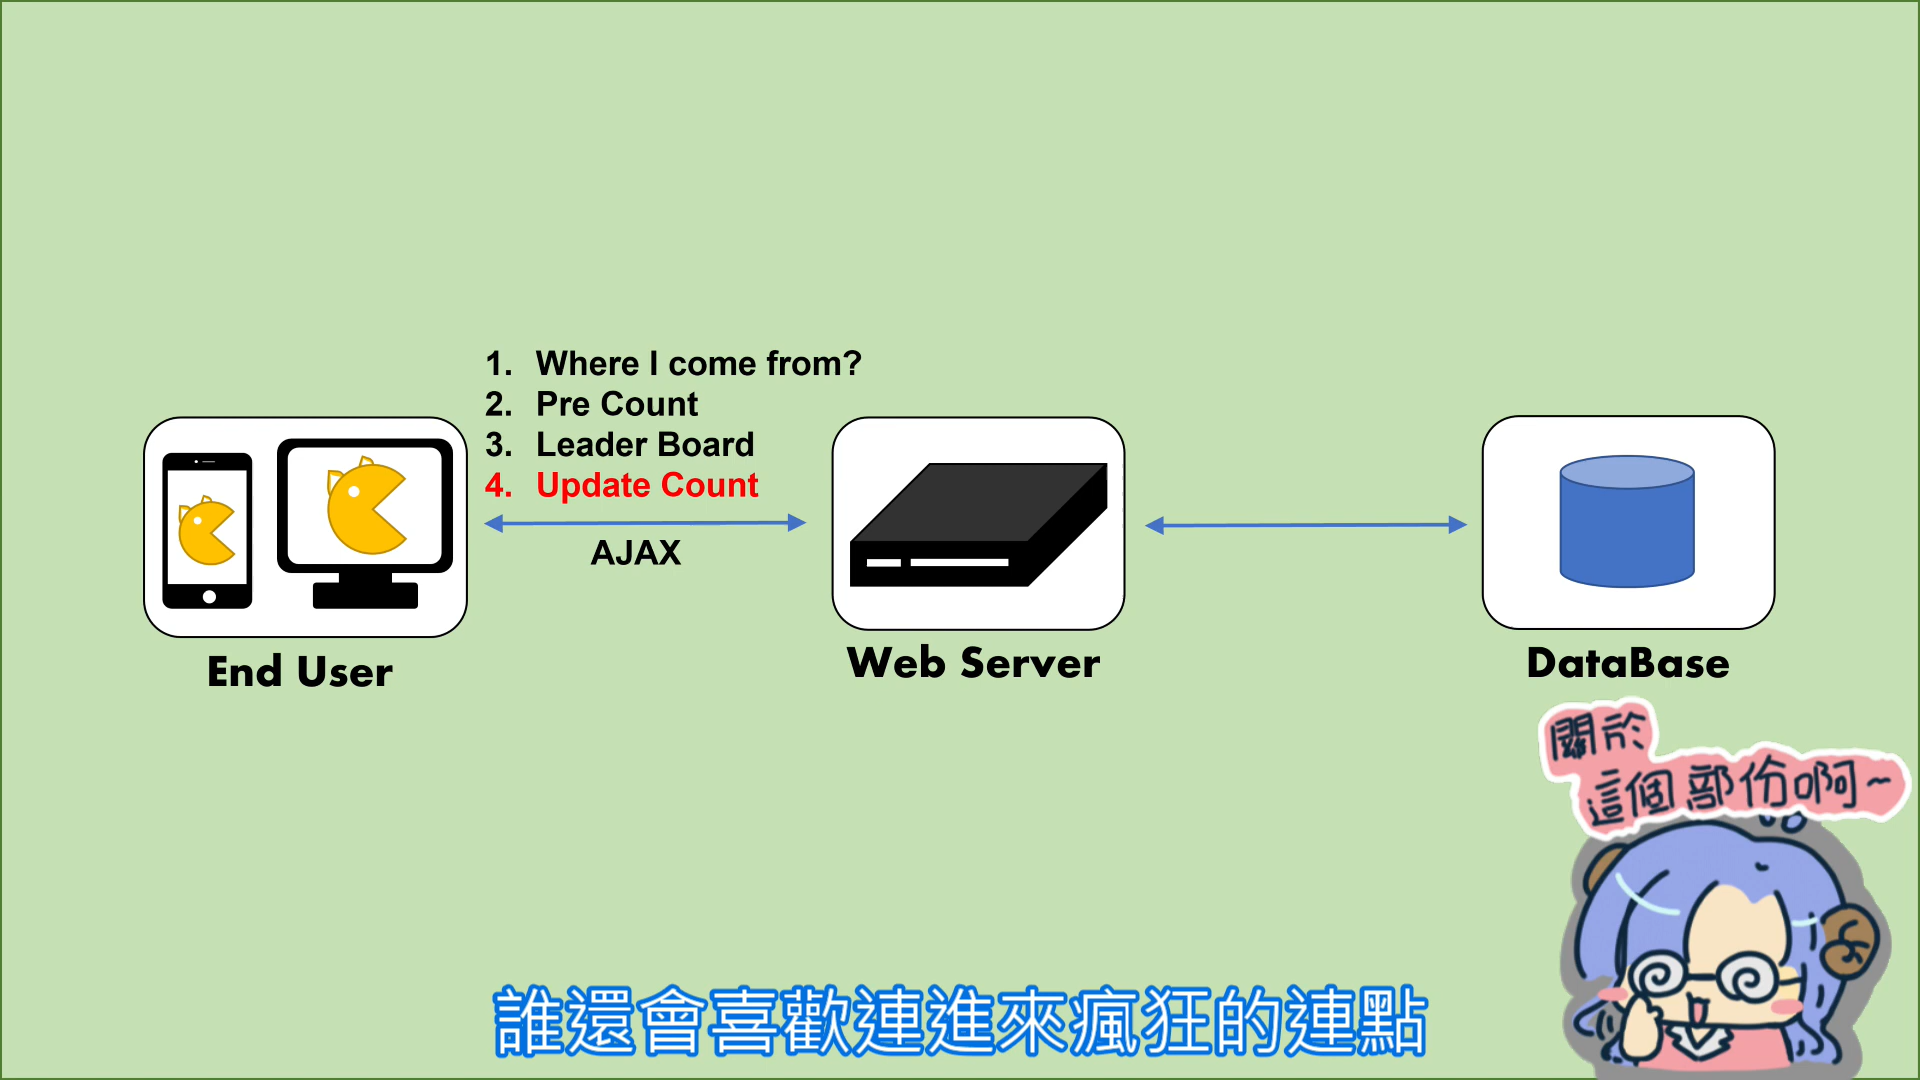 1. Where I come from?
2. Pre Count
3. Leader Board
4. Update Count
AJAX
End User
Web Server
DataBase
關於
這個部份啊~
誰還會喜歡連進來瘋狂的連點